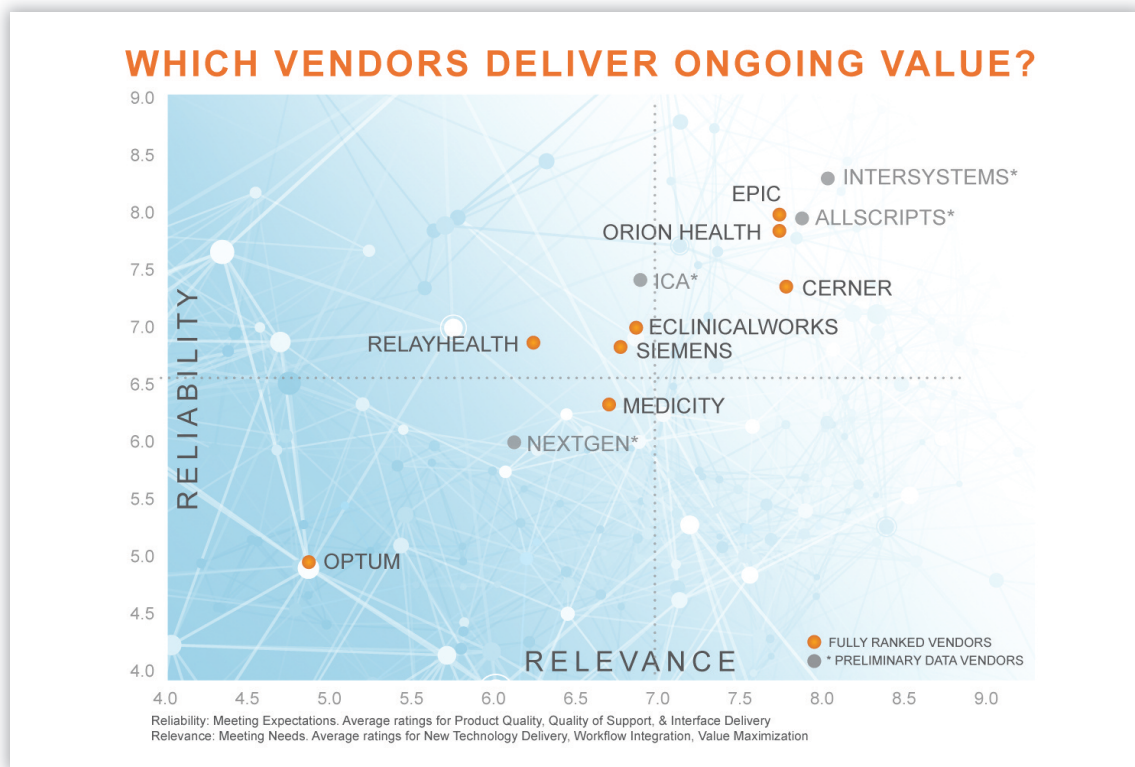 WHICH VENDORS DELIVER ONGOING VALUE?
9.0
8.5
8.0
7.5
7.0
6.5
6.0
5.5
5.0
4.5
4.0
RELIABILITY
INTERSYSTEMS*
EPIC
ALLSCRIPTS*
ORION HEALTH
ICA*
CERNER
ECLINICALWORKS
RELAYHEALTH
SIEMENS
MEDICITY
NEXTGEN*
OPTUM
FULLY RANKED VENDORS
* PRELIMINARY DATA VENDORS
RELEVANCE
4.0 4.5 5.0 5.5 6.0 6.5 7.0 7.5 8.0 8.5 9.0
Reliability: Meeting Expectations. Average ratings for Product Quality, Quality of Support, & Interface Delivery
Relevance: Meeting Needs. Average ratings for New Technology Delivery, Workflow Integration, Value Maximization